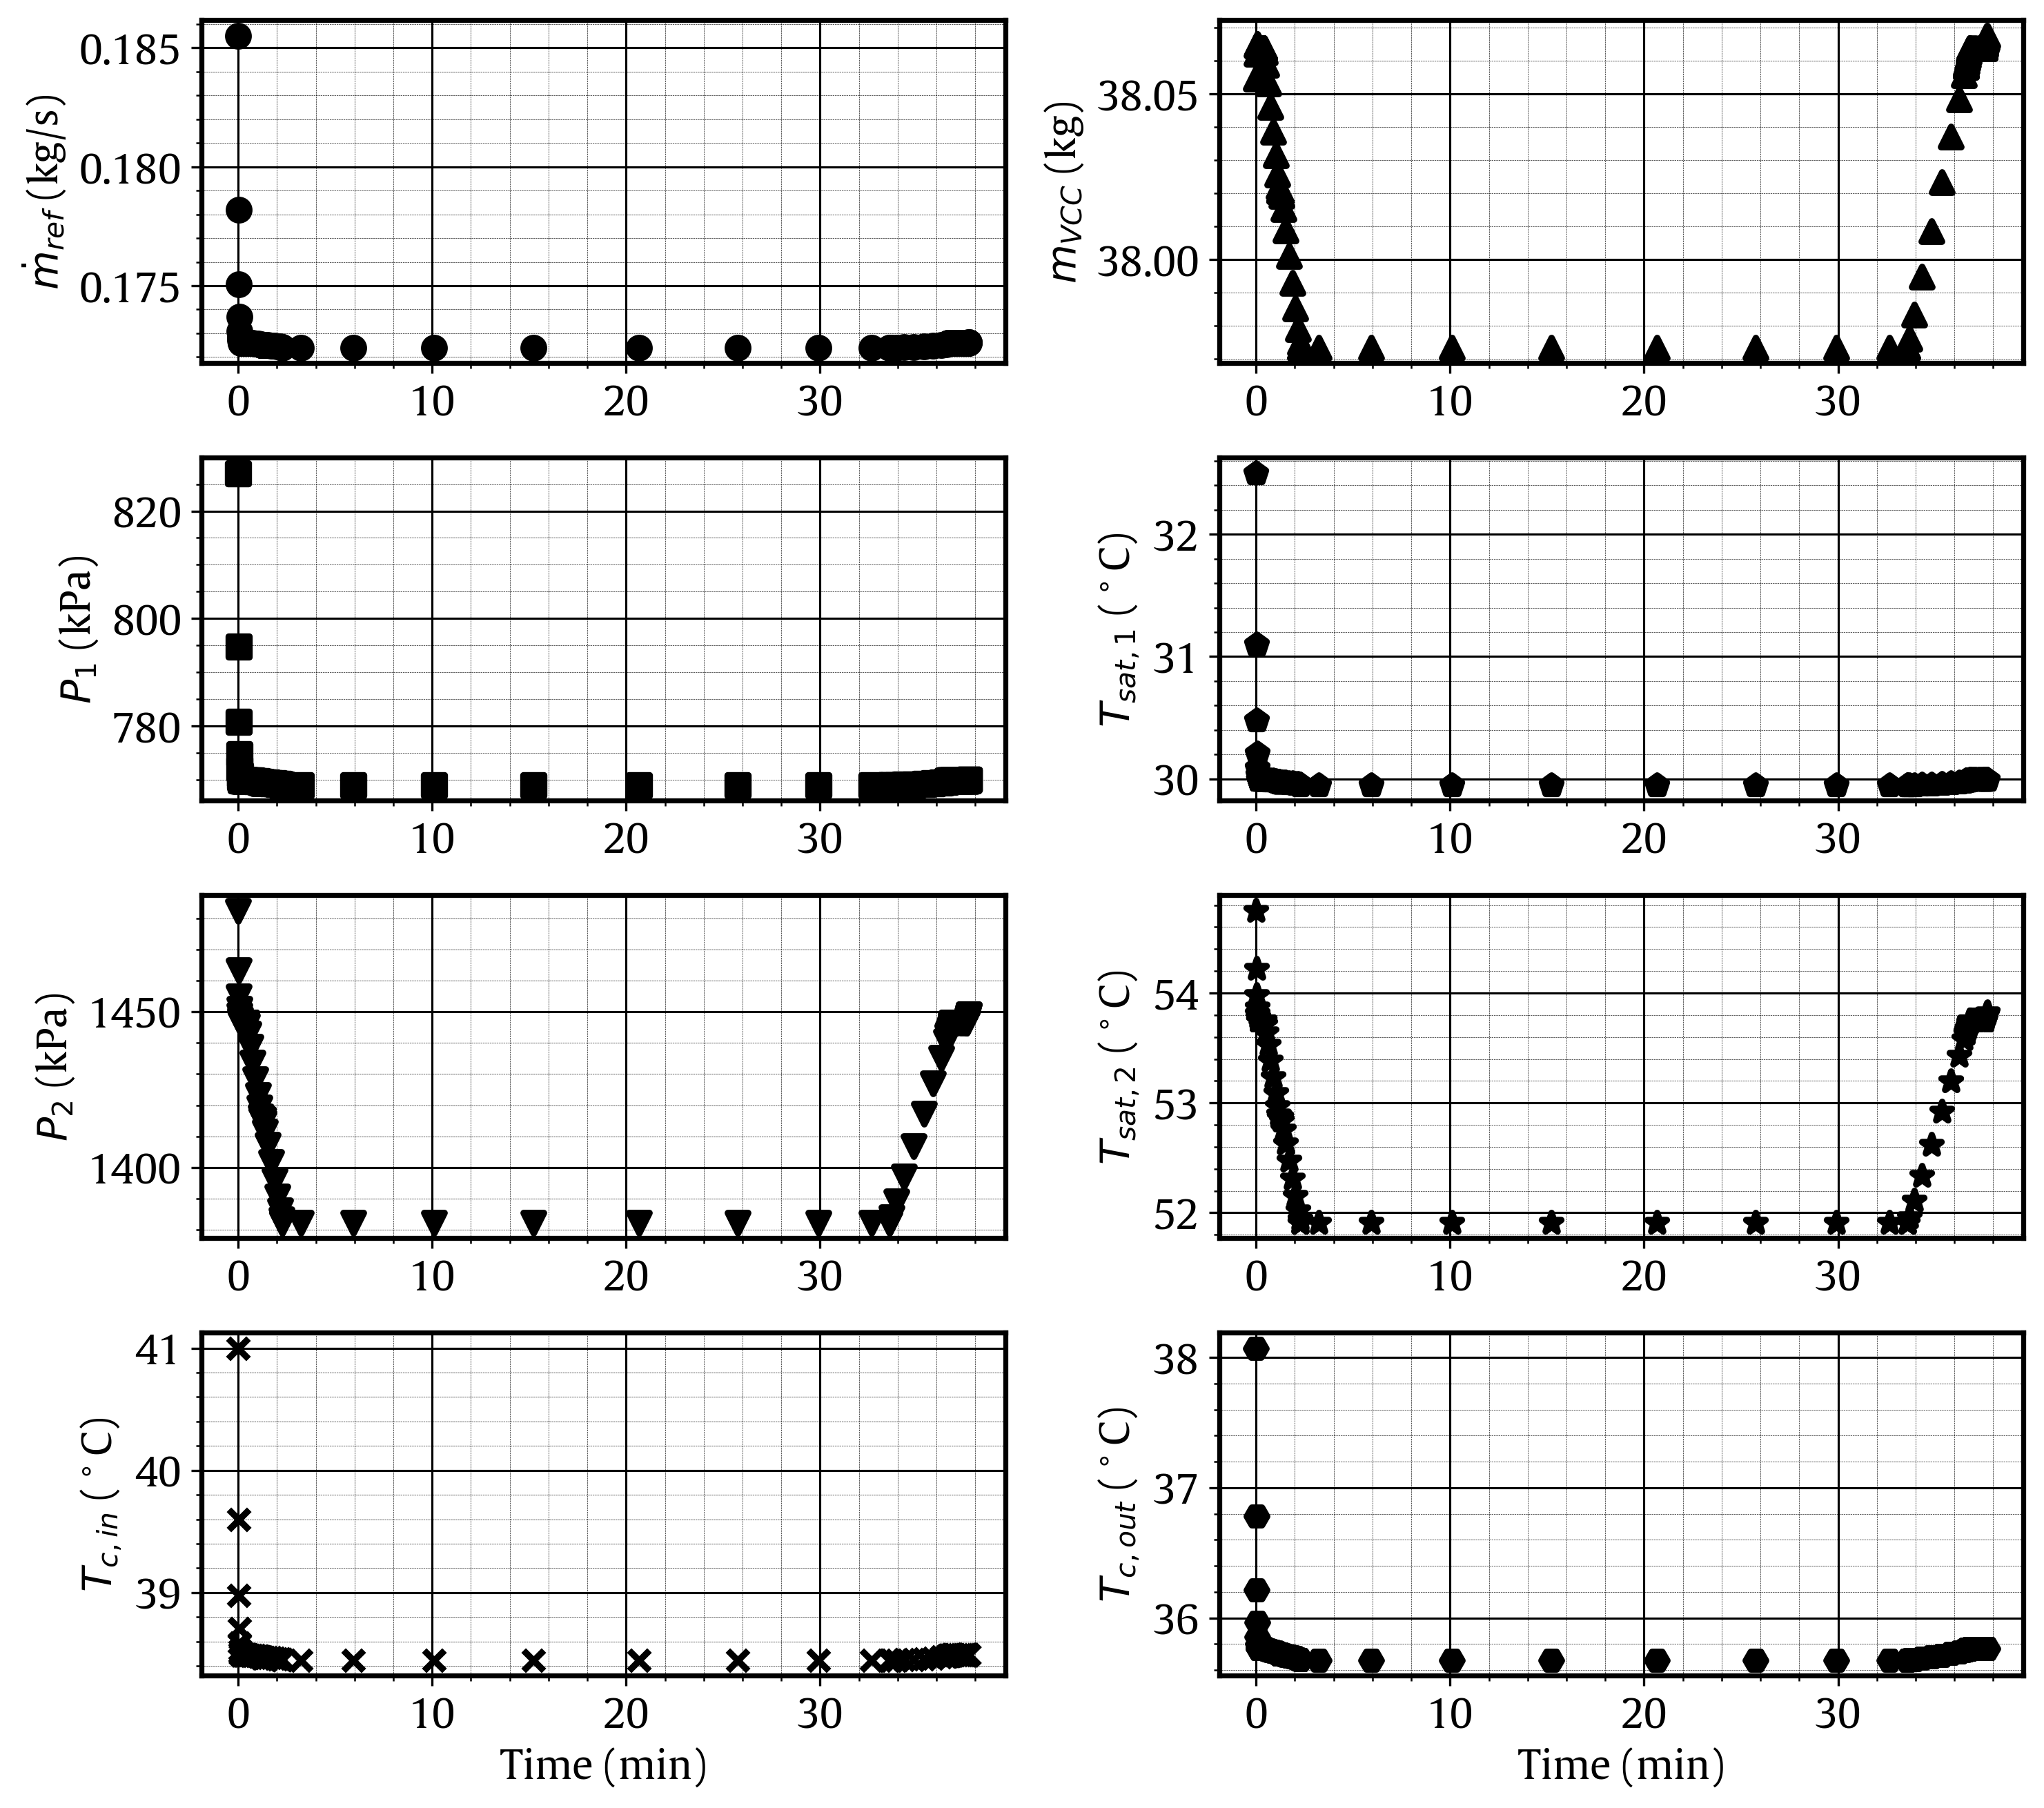 ṁ_ref (kg/s)
0.185
0.180
0.175
0 10 20 30
m_VCC (kg)
38.05
38.00
0 10 20 30
P_1 (kPa)
820
800
780
0 10 20 30
T_sat,1 (°C)
32
31
30
0 10 20 30
P_2 (kPa)
1450
1400
0 10 20 30
T_sat,2 (°C)
54
53
52
0 10 20 30
T_c,in (°C)
41
40
39
0 10 20 30
Time (min)
T_c,out (°C)
38
37
36
0 10 20 30
Time (min)